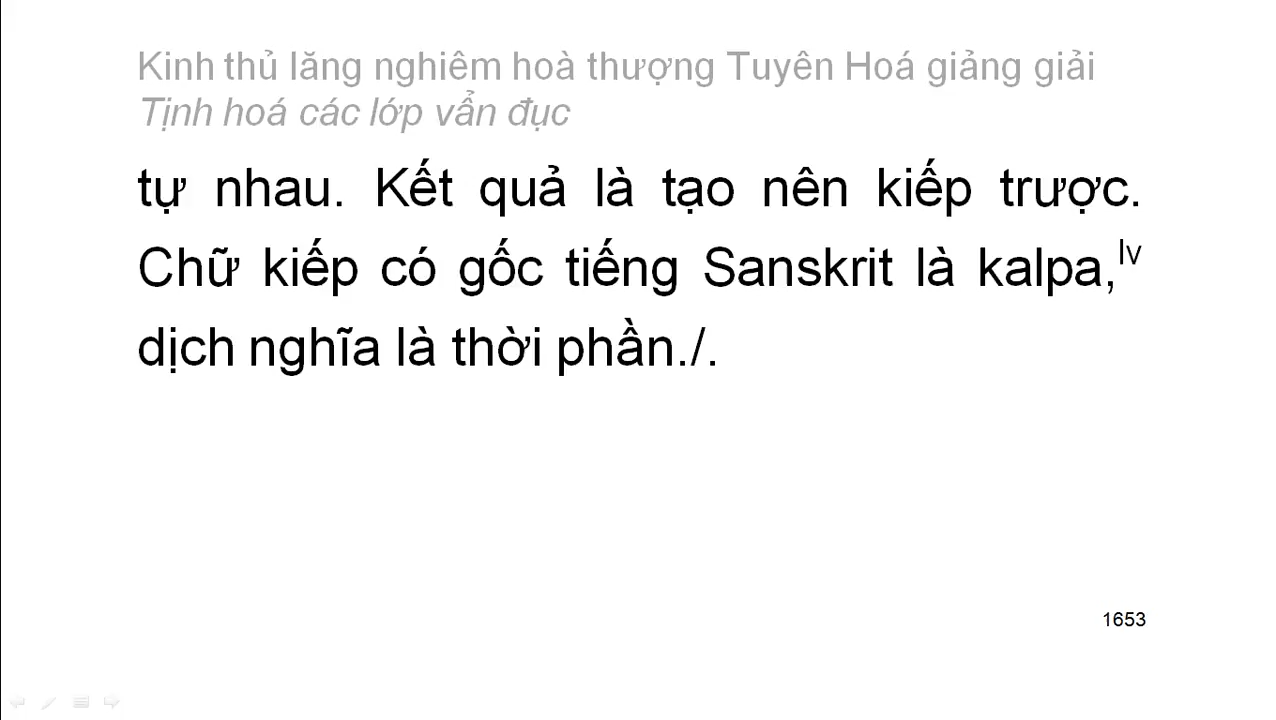 Kinh thủ lăng nghiêm hoà thượng Tuyên Hoá giảng giải
Tịnh hoá các lớp vẩn đục
tự nhau. Kết quả là tạo nên kiếp trược.
Chữ kiếp có gốc tiếng Sanskrit là kalpa,lv
dịch nghĩa là thời phần./.
1653